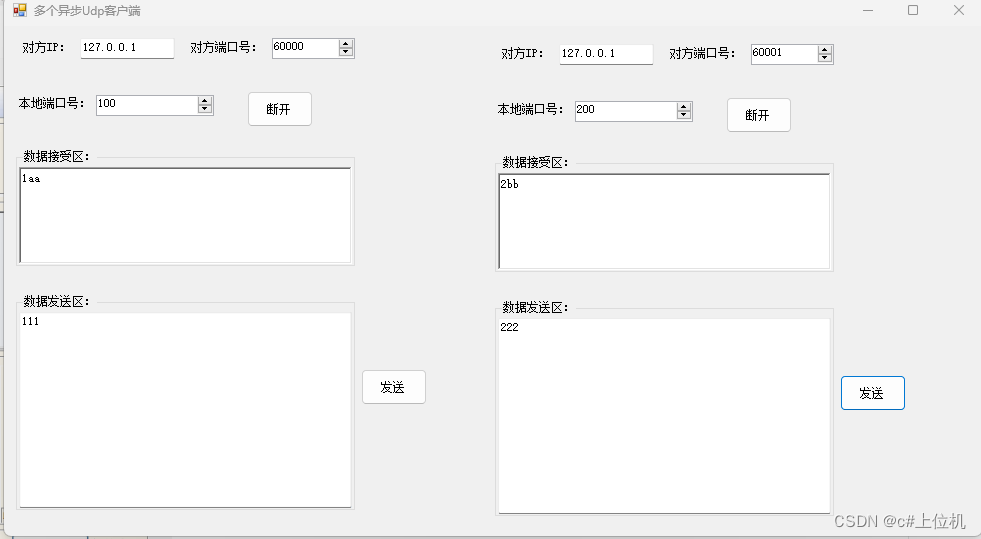 多个异步Udp客户端
对方IP： 127.0.0.1 对方端口号： 60000
本地端口号： 100 断开
数据接受区：
1aa
数据发送区：
111
发送
对方IP： 127.0.0.1 对方端口号： 60001
本地端口号： 200 断开
数据接受区：
2bb
数据发送区：
222
发送
CSDN @c#上位机